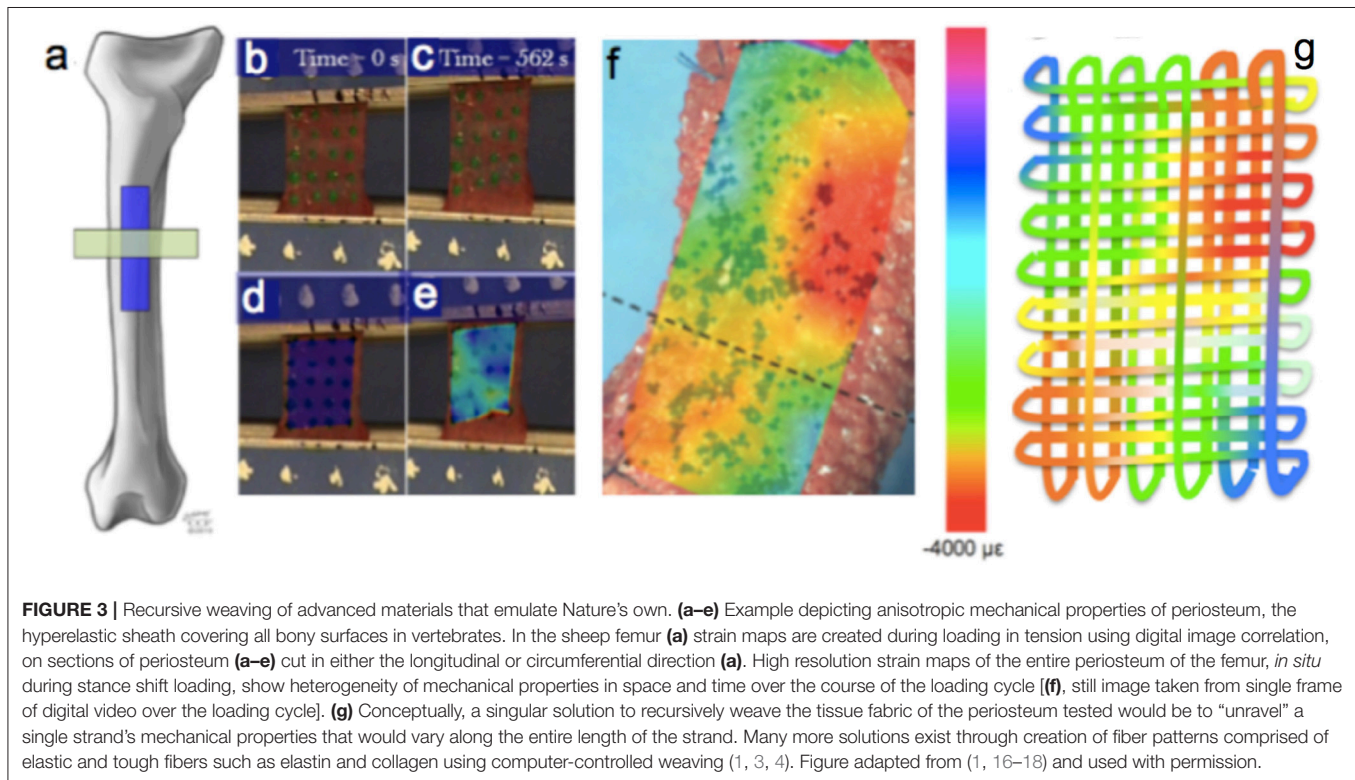 a
b
Time - 0 s
c
Time - 562 s
d
e
f
g
-4000 με
FIGURE 3 | Recursive weaving of advanced materials that emulate Nature's own. (a–e) Example depicting anisotropic mechanical properties of periosteum, the
hyperelastic sheath covering all bony surfaces in vertebrates. In the sheep femur (a) strain maps are created during loading in tension using digital image correlation,
on sections of periosteum (a–e) cut in either the longitudinal or circumferential direction (a). High resolution strain maps of the entire periosteum of the femur, in situ
during stance shift loading, show heterogeneity of mechanical properties in space and time over the course of the loading cycle [(f), still image taken from single frame
of digital video over the loading cycle]. (g) Conceptually, a singular solution to recursively weave the tissue fabric of the periosteum tested would be to “unravel” a
single strand's mechanical properties that would vary along the entire length of the strand. Many more solutions exist through creation of fiber patterns comprised of
elastic and tough fibers such as elastin and collagen using computer-controlled weaving (1, 3, 4). Figure adapted from (1, 16–18) and used with permission.